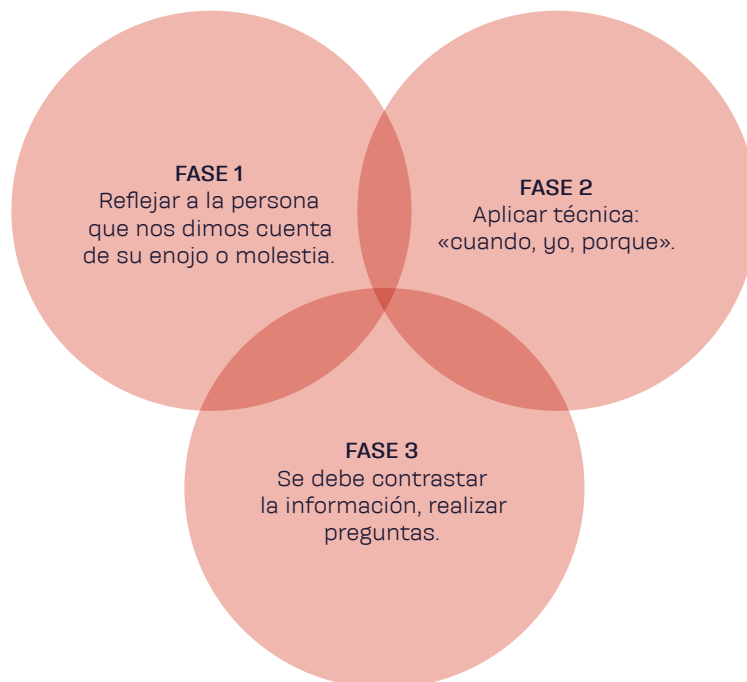 FASE 1
Reflejar a la persona
que nos dimos cuenta
de su enojo o molestia.
FASE 2
Aplicar técnica:
«cuando, yo, porque».
FASE 3
Se debe contrastar
la información, realizar
preguntas.